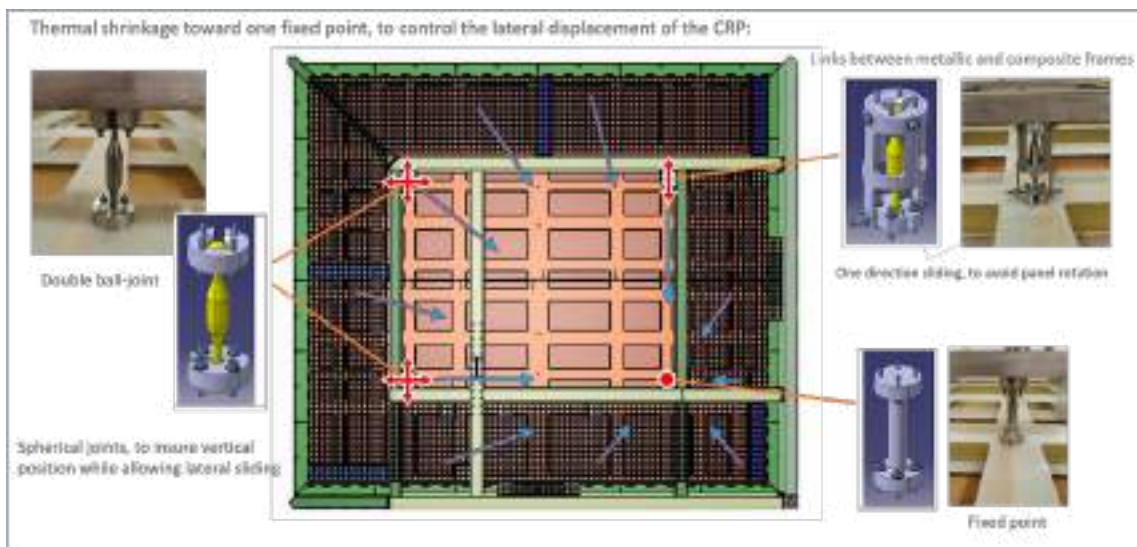 Thermal shrinkage toward one fixed point, to control the lateral displacement of the CRP:
Links between metallic and composite frames
Double ball-joint
One direction sliding, to avoid panel rotation
Spherical joints, to insure vertical
position while allowing lateral sliding
Fixed point